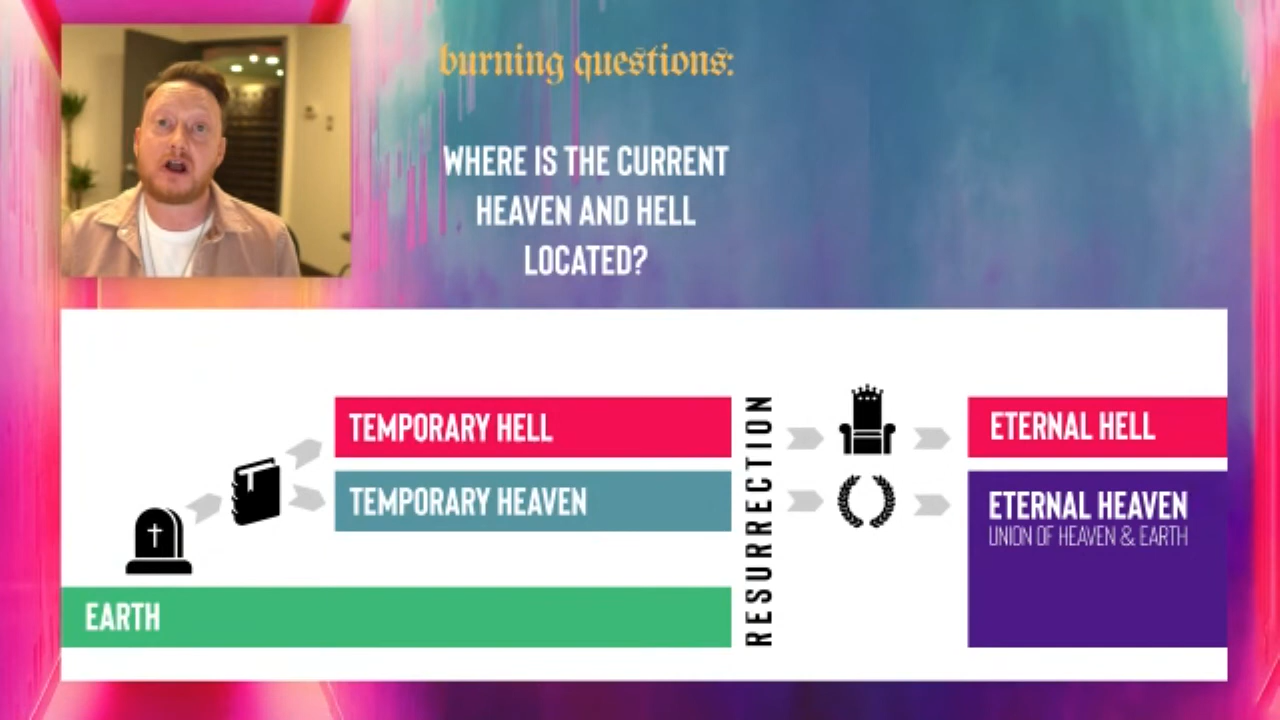 burning questions:
WHERE IS THE CURRENT
HEAVEN AND HELL
LOCATED?
TEMPORARY HELL
TEMPORARY HEAVEN
EARTH
RESURRECTION
ETERNAL HELL
ETERNAL HEAVEN
UNION OF HEAVEN & EARTH